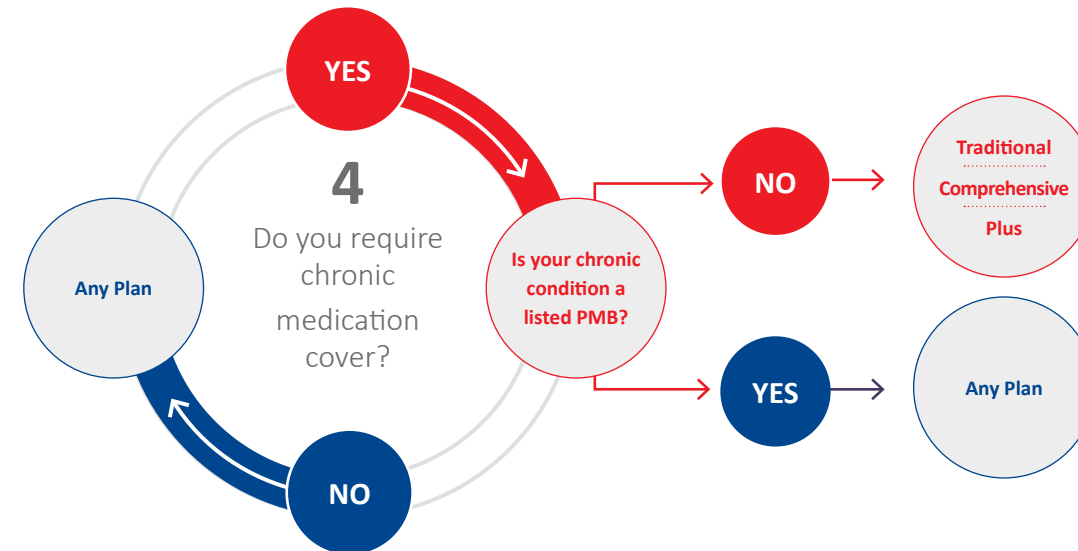 YES
4
Do you require
chronic
medication
cover?
Any Plan
NO
Is your chronic
condition a
listed PMB?
NO
Traditional
Comprehensive
Plus
YES
Any Plan